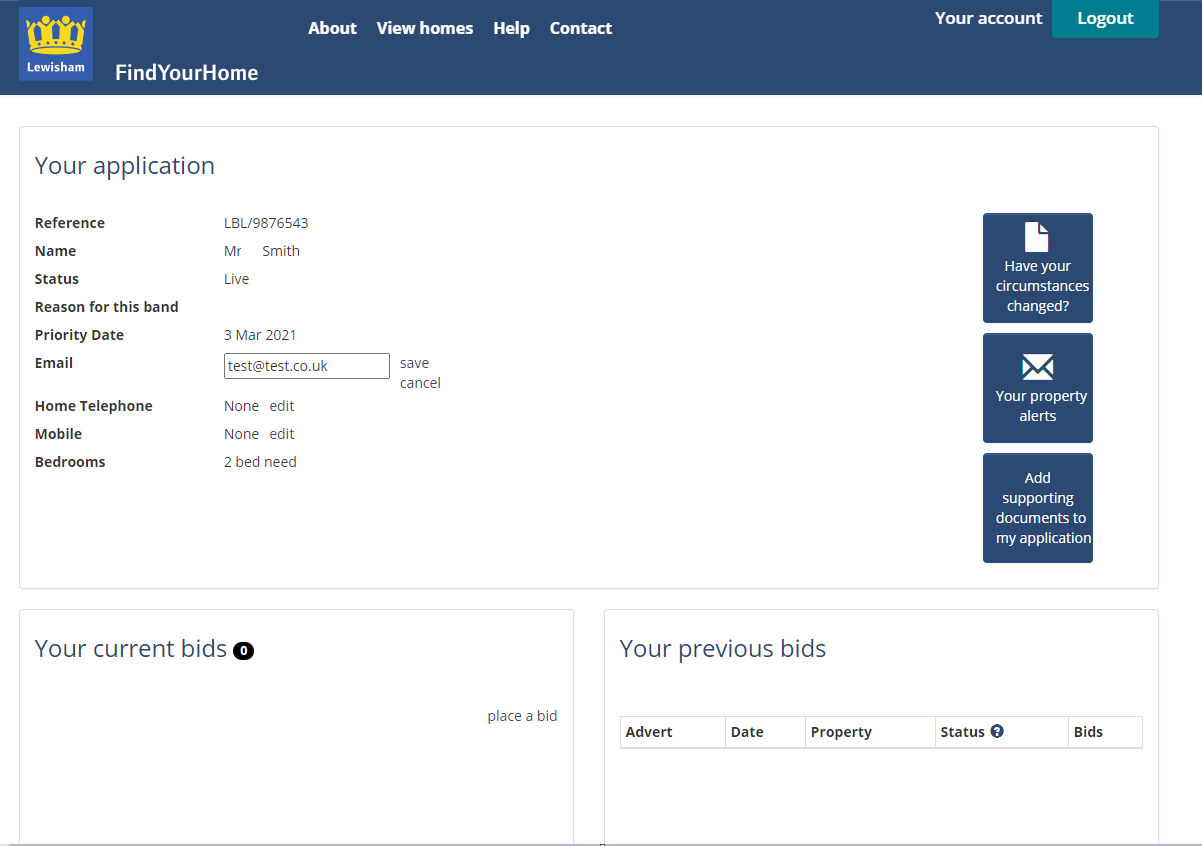 Lewisham
FindYourHome
About View homes Help Contact
Your account
Logout
Your application
Reference LBL/9876543
Name Mr Smith
Status Live
Reason for this band
Priority Date 3 Mar 2021
Email test@test.co.uk save
cancel
Home Telephone None edit
Mobile None edit
Bedrooms 2 bed need
Have your
circumstances
changed?
Your property
alerts
Add
supporting
documents to
my application
Your current bids 0
place a bid
Your previous bids
Advert Date Property Status ? Bids